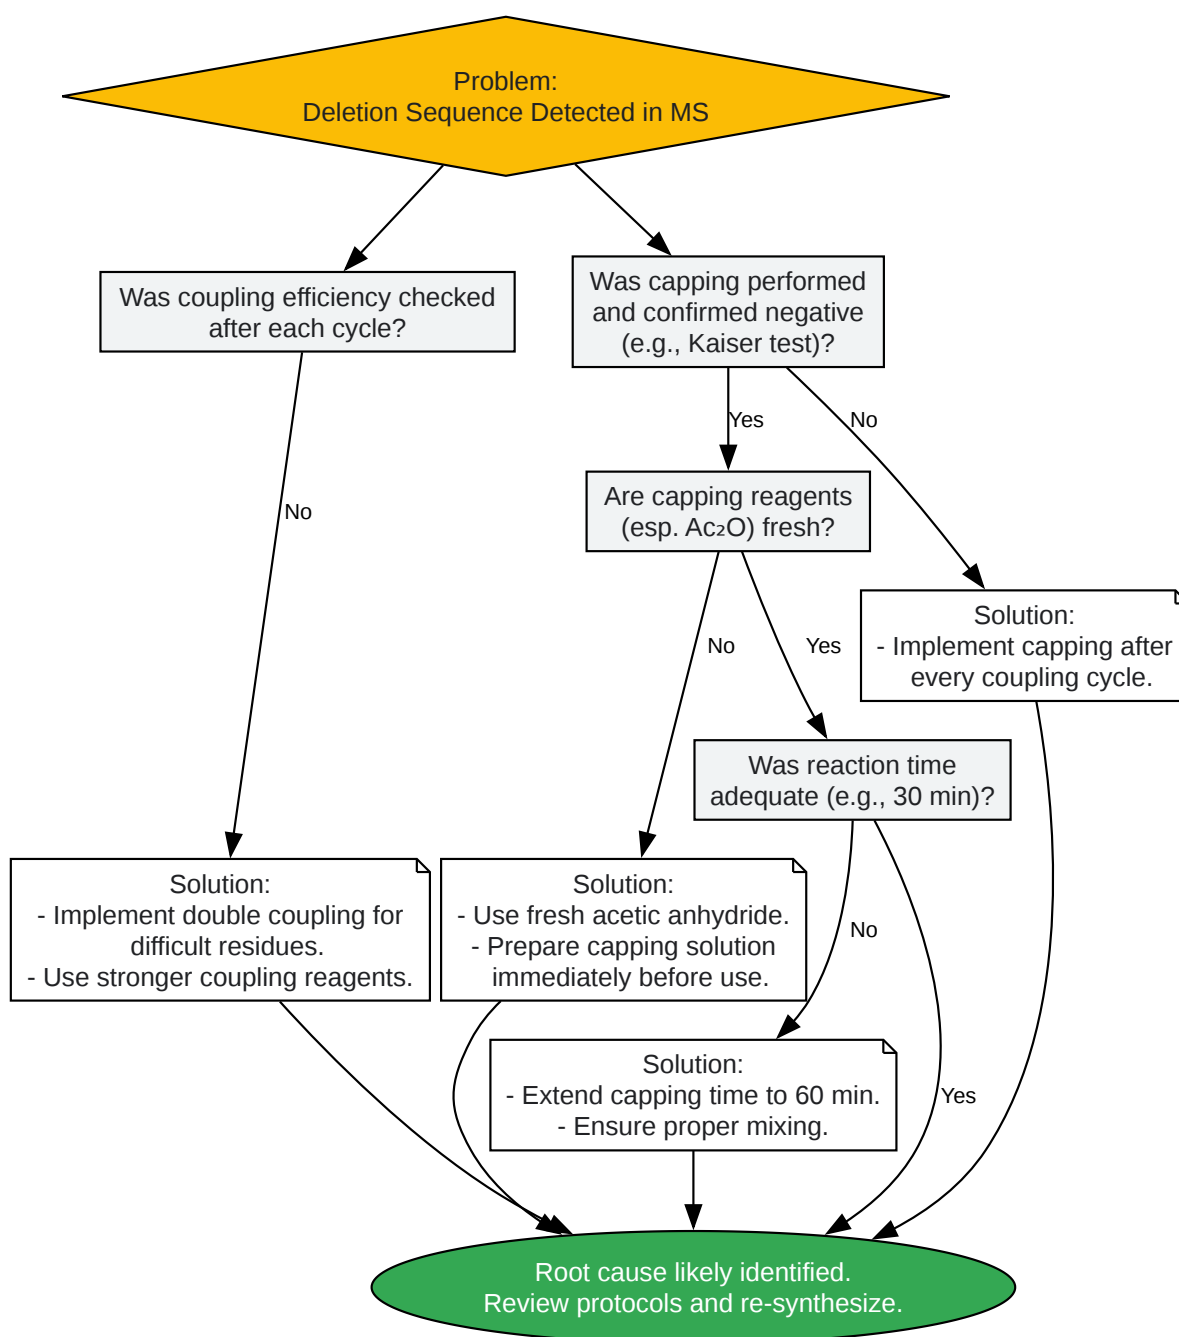 Problem:
Deletion Sequence Detected in MS
Was coupling efficiency checked
after each cycle?
Was capping performed
and confirmed negative
(e.g., Kaiser test)?
Yes
No
Are capping reagents
(esp. Ac₂O) fresh?
No
No
Yes
Solution:
- Implement capping after
every coupling cycle.
Was reaction time
adequate (e.g., 30 min)?
Solution:
- Implement double coupling for
difficult residues.
- Use stronger coupling reagents.
Solution:
- Use fresh acetic anhydride.
- Prepare capping solution
immediately before use.
No
Solution:
- Extend capping time to 60 min.
- Ensure proper mixing.
Yes
Root cause likely identified.
Review protocols and re-synthesize.